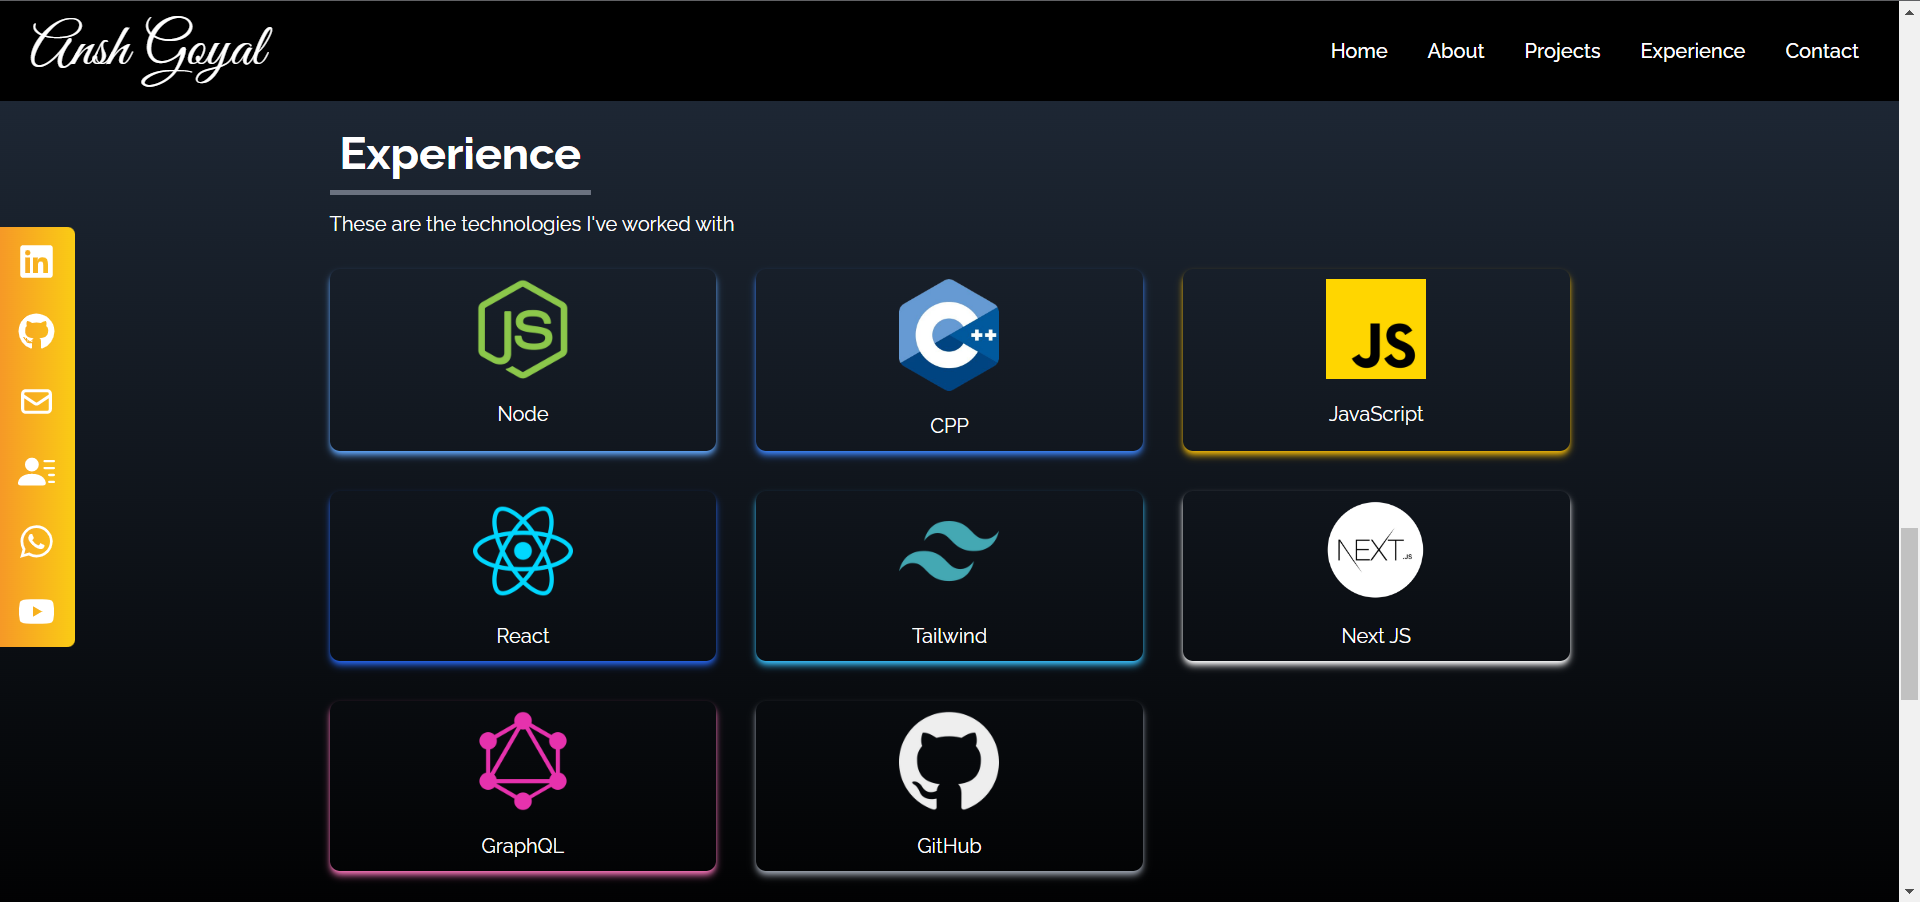 Ansh Goyal
Home About Projects Experience Contact
Experience
These are the technologies I've worked with
in
JS
C++
JS
Node
CPP
JavaScript
NEXT.JS
React
Tailwind
Next JS
GraphQL
GitHub